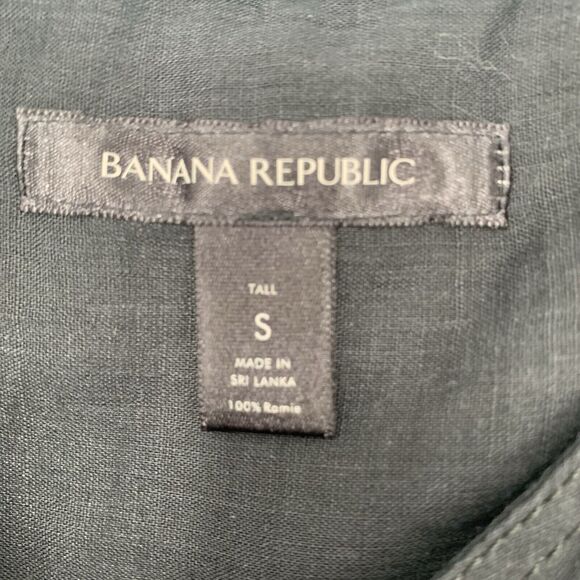 BANANA REPUBLIC
TALL
S
MADE IN
SRI LANKA
100% Ramie